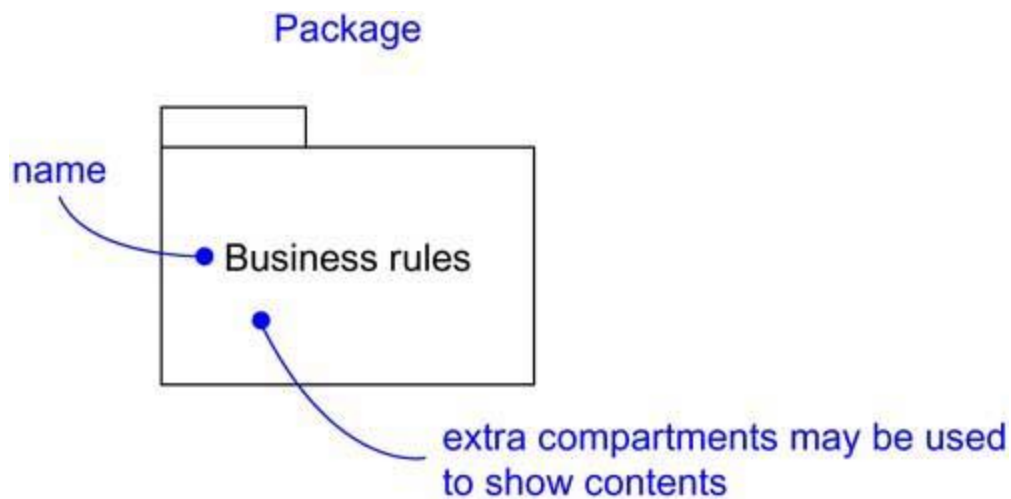 Package
name
Business rules
extra compartments may be used
to show contents